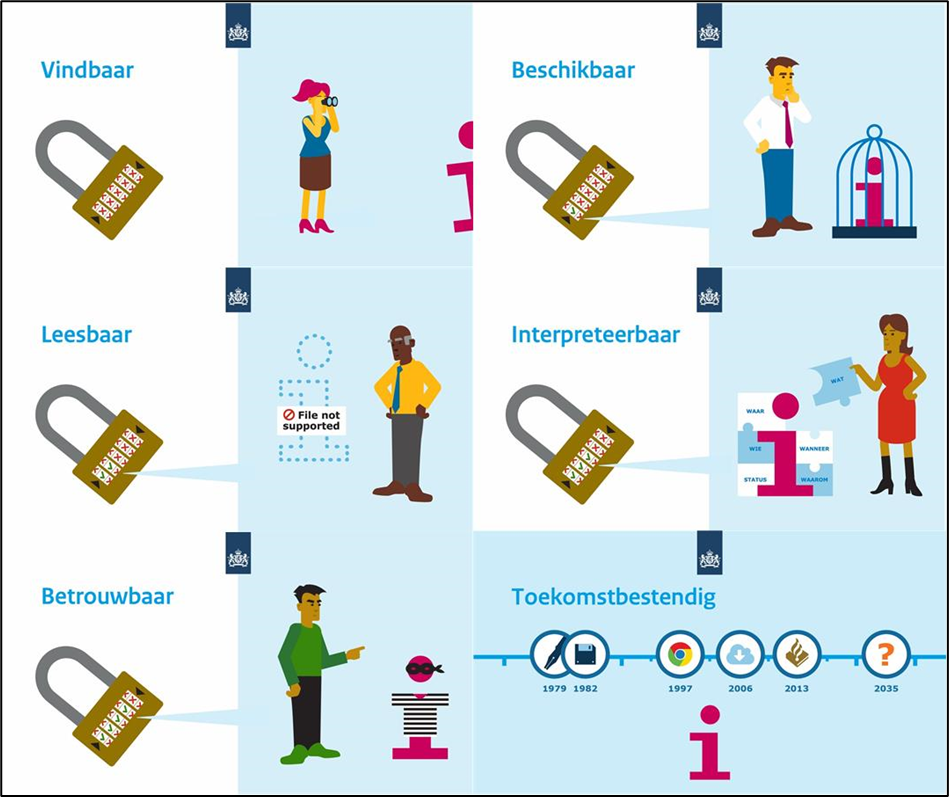 Vindbaar
Beschikbaar
Leesbaar
File not
supported
Interpreteerbaar
WAT
WAAR
WIE
WANNEER
STATUS
WAAROM
Betrouwbaar
Toekomstbestendig
1979
1982
1997
2006
2013
?
2035